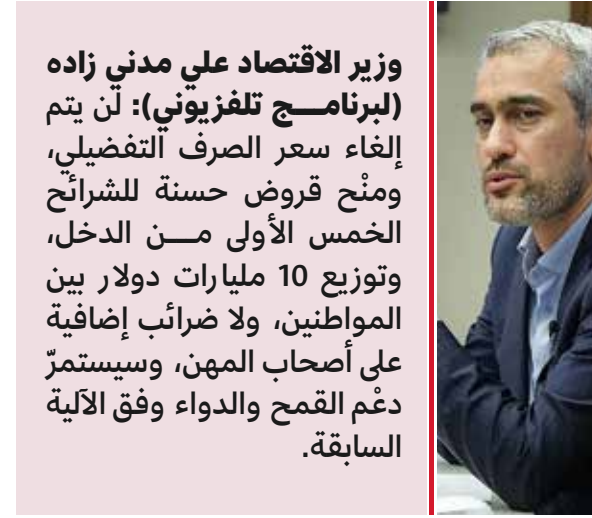 وزير الاقتصاد علي مدني زاده
(لبرنامـــج تلفزيوني): لن يتم
إلغاء سعر الصرف التفضيلي،
ومنْح قروض حسنة للشرائح
الخمس الأولى مـــن الدخل،
وتوزيع 10 مليارات دولار بين
المواطنين، ولا ضرائب إضافية
على أصحاب المهن، وسيستمرّ
دعْم القمح والدواء وفق الآلية
السابقة.